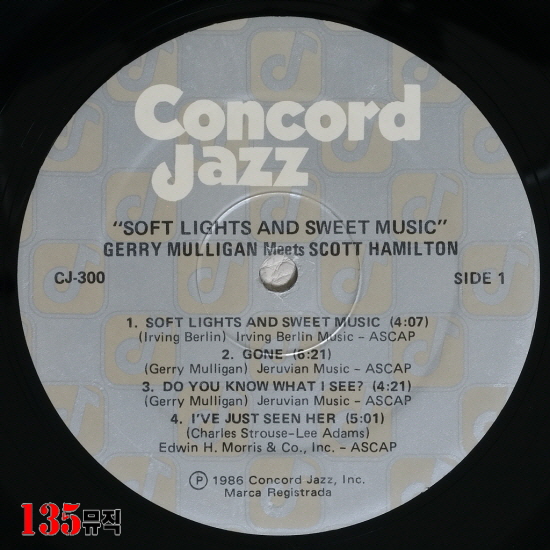 Concord
Jazz
"SOFT LIGHTS AND SWEET MUSIC"
GERRY MULLIGAN Meets SCOTT HAMILTON
CJ-300
SIDE 1
1. SOFT LIGHTS AND SWEET MUSIC (4:07)
(Irving Berlin) Irving Berlin Music – ASCAP
2. GONE (6:21)
(Gerry Mulligan) Jeruvian Music – ASCAP
3. DO YOU KNOW WHAT I SEE? (4:21)
(Gerry Mulligan) Jeruvian Music – ASCAP
4. I'VE JUST SEEN HER (5:01)
(Charles Strouse–Lee Adams)
Edwin H. Morris & Co., Inc. – ASCAP
℗ 1986 Concord Jazz, Inc.
Marca Registrada
135뮤직